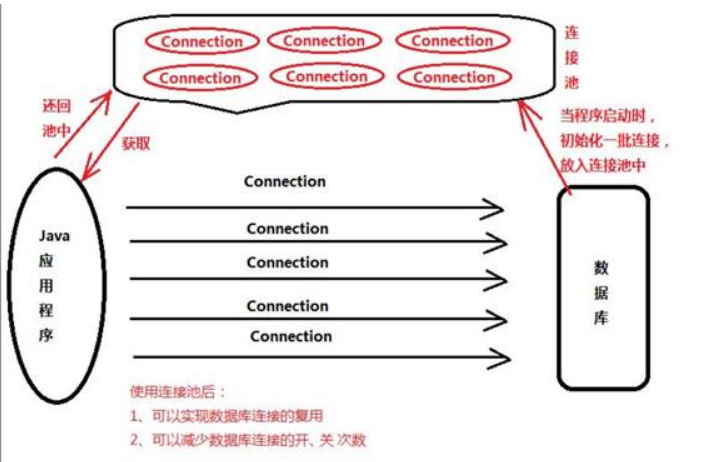 Connection Connection Connection
Connection Connection Connection
连
接
池
还回
池中
获取
当程序启动时，
初始化一批连接，
放入连接池中
Connection
Connection
Connection
Connection
Connection
Java
应
用
程
序
数
据
库
使用连接池后：
1、可以实现数据库连接的复用
2、可以减少数据库连接的开、关 次数